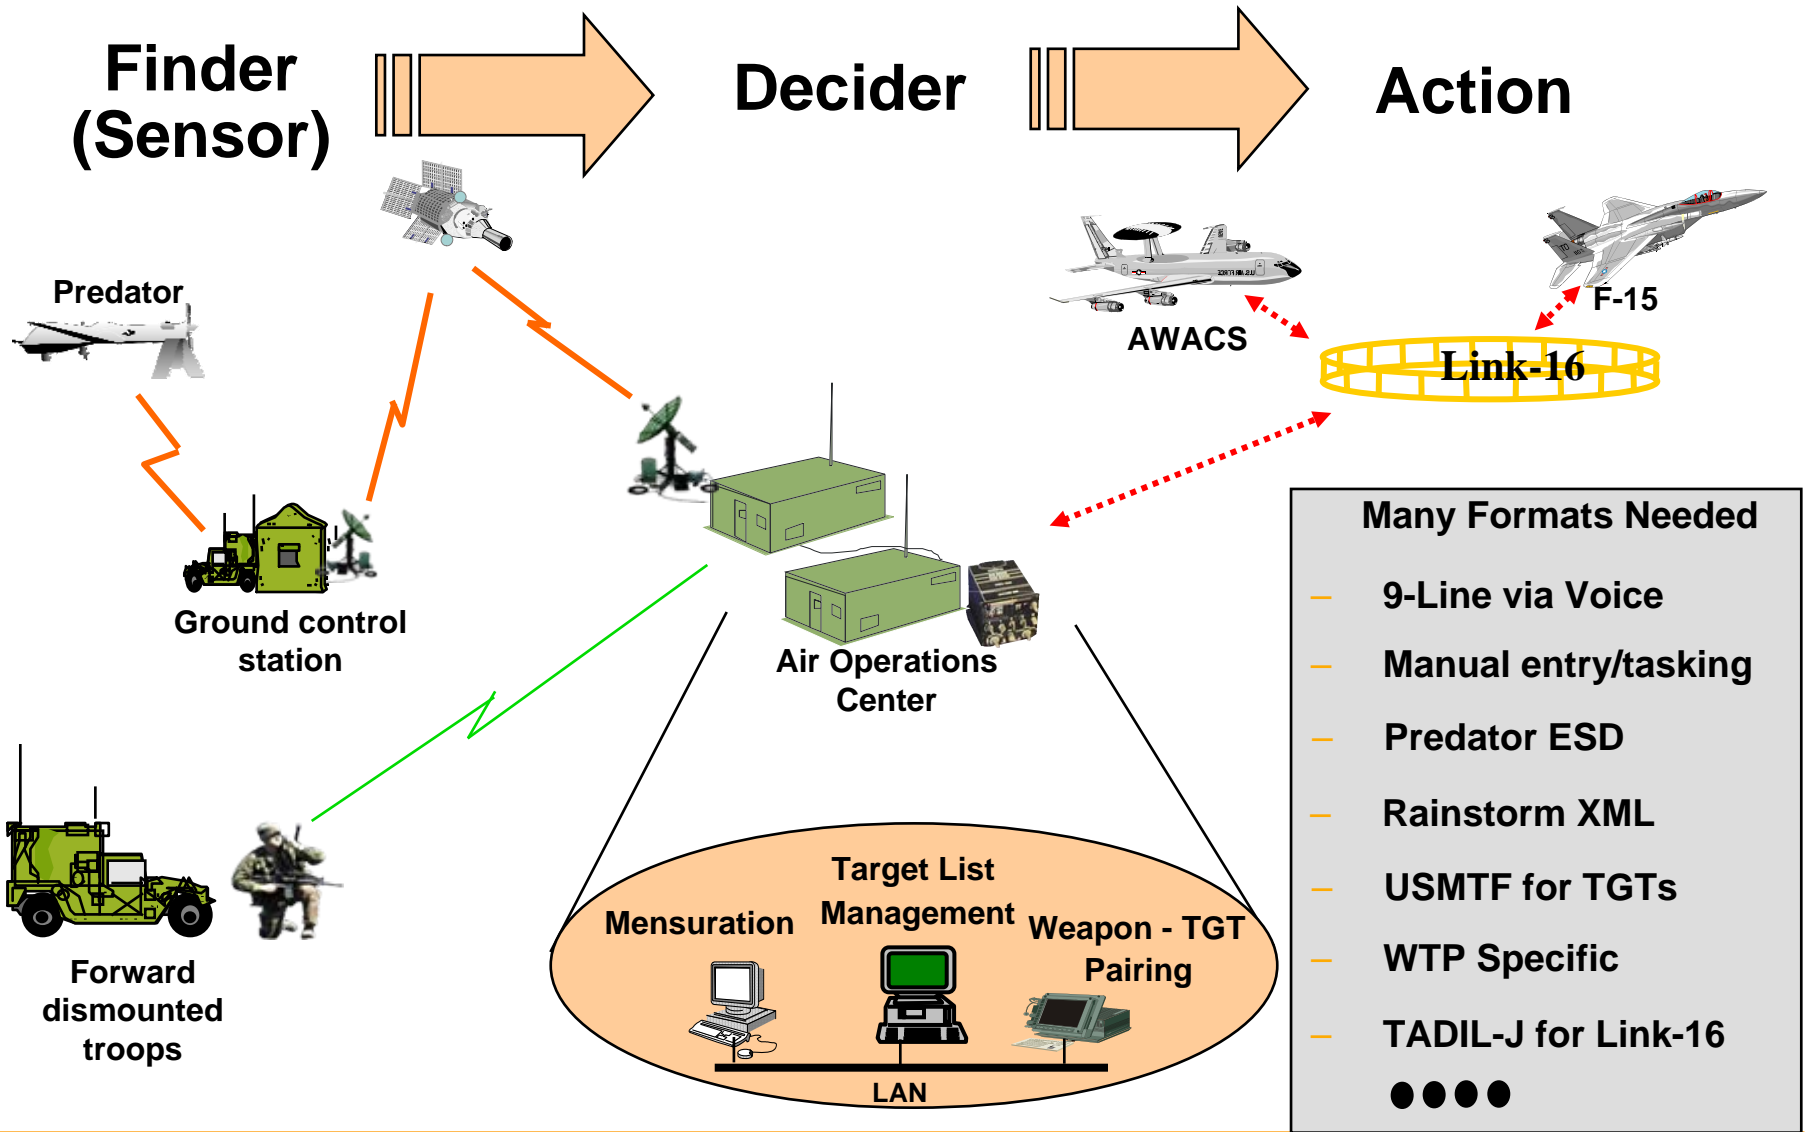 Finder
(Sensor)
Decider
Action
Predator
AWACS
F-15
Link-16
Ground control
station
Air Operations
Center
Forward
dismounted
troops
Mensuration
Target List
Management
Weapon - TGT
Pairing
LAN
Many Formats Needed
– 9-Line via Voice
– Manual entry/tasking
– Predator ESD
– Rainstorm XML
– USMTF for TGTs
– WTP Specific
– TADIL-J for Link-16